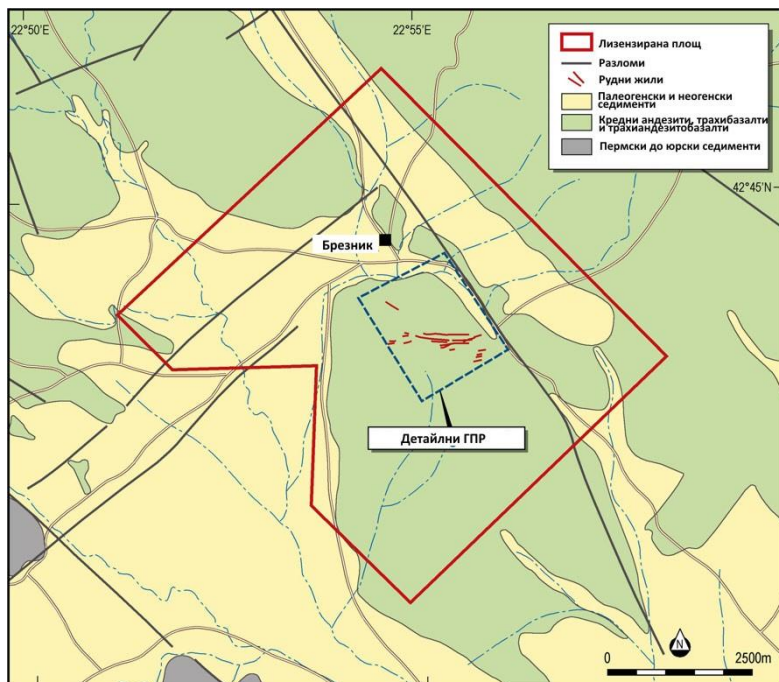 22°50'E
22°55'E
Лизензирана площ
Разломи
Рудни жили
Палеогенски и неогенски
седименти
Кредни андезити, трахибазалти
и трахиандезитобазалти
Пермски до юрски седименти
42°45'N
Брезник
Детайлни ГПР
N
0 2500m